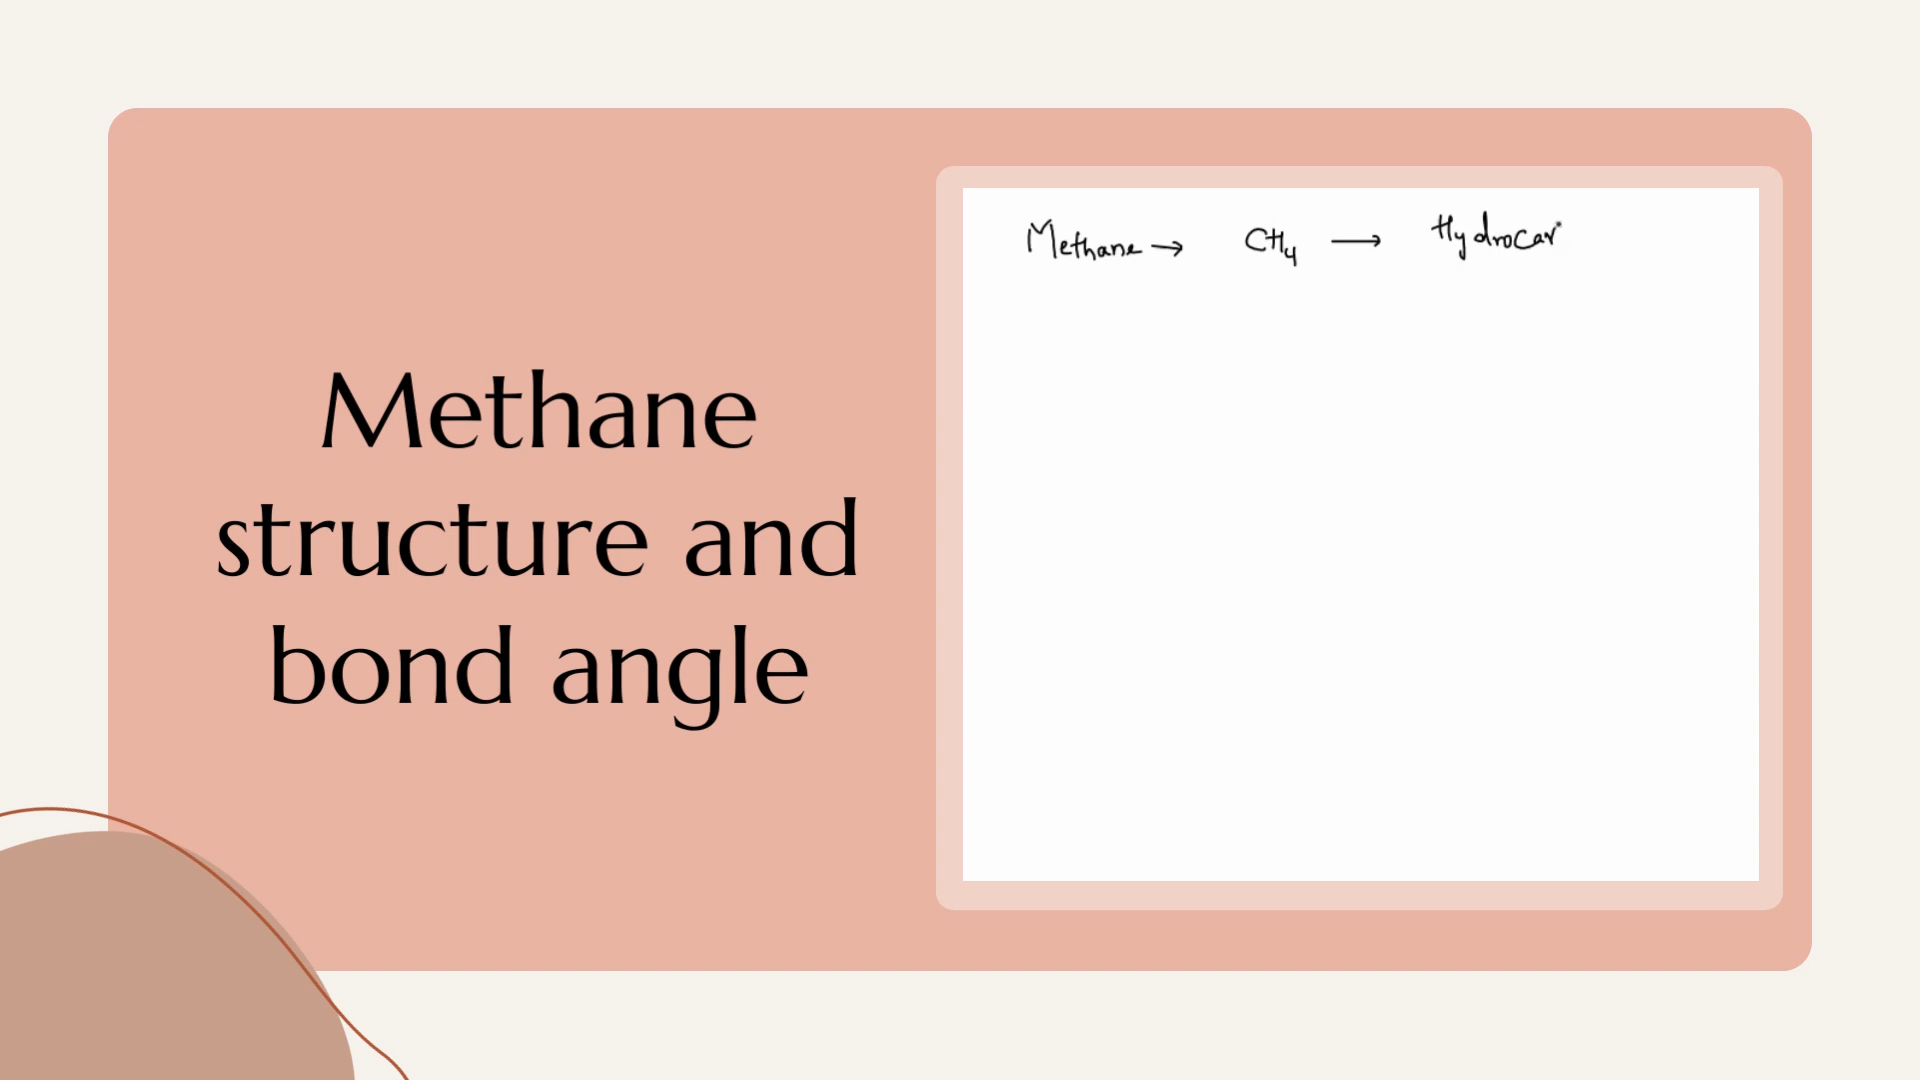 Methane
structure and
bond angle
Methane → CH₄ ⟶ Hydrocar